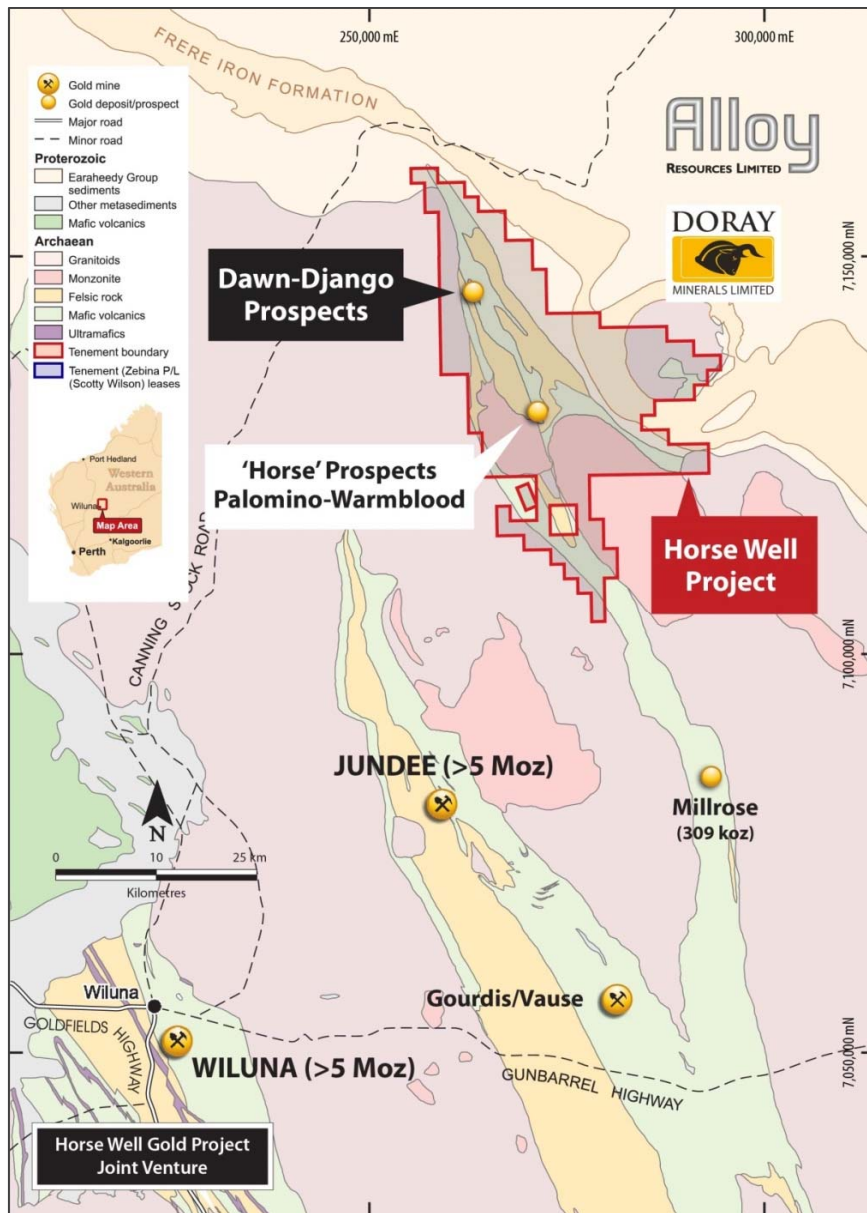 250,000 mE
300,000 mE
FRERE IRON FORMATION
Gold mine
Gold deposit/prospect
Major road
Minor road
Proterozoic
Earaheedy Group
sediments
Other metasediments
Mafic volcanics
Archaean
Granitoids
Monzonite
Felsic rock
Mafic volcanics
Ultramafics
Tenement boundary
Tenement (Zebina P/L
(Scotty Wilson) leases
Port Hedland
Western
Australia
Wiluna
Map Area
Kalgoorlie
Perth
Alloy
RESOURCES LIMITED
DORAY
MINERALS LIMITED
7,150,000 mN
Dawn-Django
Prospects
'Horse' Prospects
Palomino-Warmblood
Horse Well
Project
CANNING STOCK ROAD
7,100,000 mN
JUNDEE (>5 Moz)
Millrose
(309 koz)
N
0 10 25 km
Kilometres
Wiluna
Gourdis/Vause
GOLDFIELDS HIGHWAY
WILUNA (>5 Moz)
GUNBARREL HIGHWAY
7,050,000 mN
Horse Well Gold Project
Joint Venture